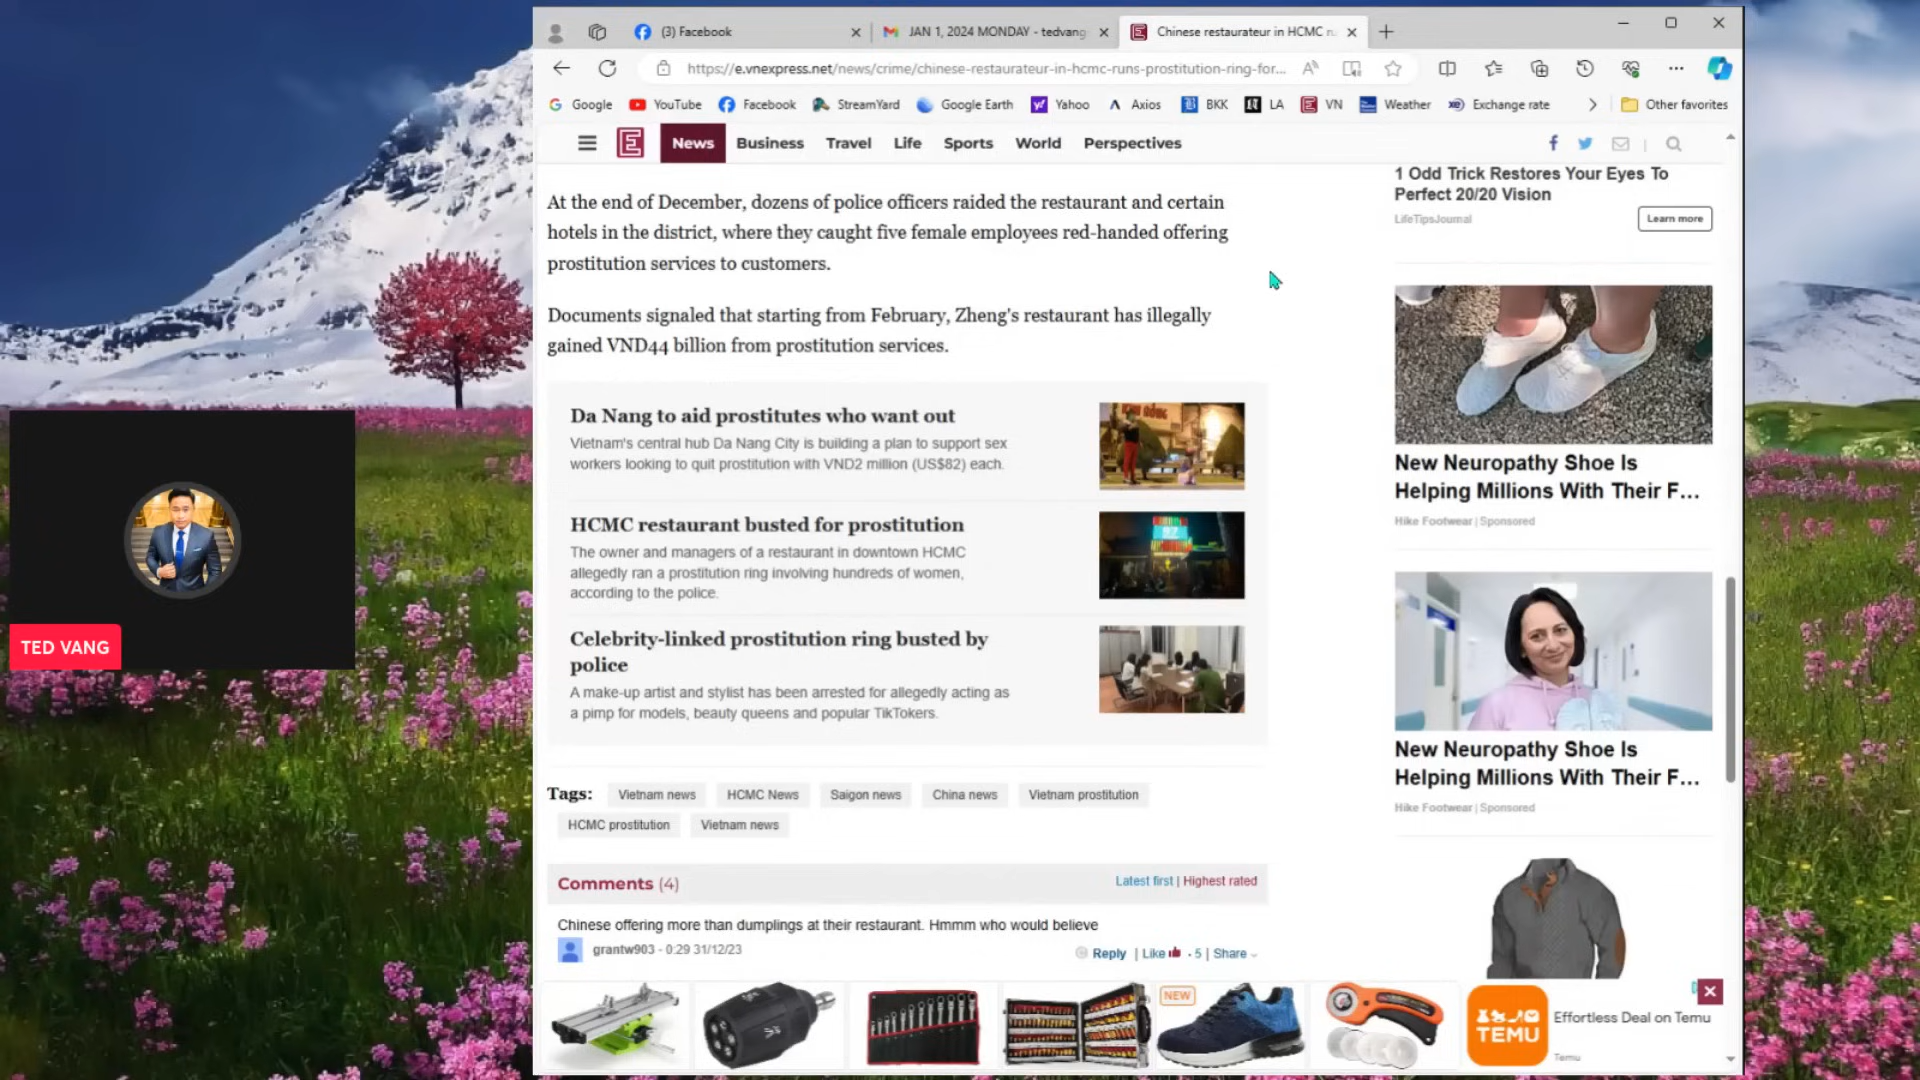 (3) Facebook
JAN 1, 2024 MONDAY - tedvang
Chinese restaurateur in HCMC r
https://e.vnexpress.net/news/crime/chinese-restaurateur-in-hcmc-runs-prostitution-ring-for...
Google YouTube Facebook StreamYard Google Earth Yahoo Axios BKK LA VN Weather Exchange rate Other favorites
News Business Travel Life Sports World Perspectives
At the end of December, dozens of police officers raided the restaurant and certain
hotels in the district, where they caught five female employees red-handed offering
prostitution services to customers.
Documents signaled that starting from February, Zheng's restaurant has illegally
gained VND44 billion from prostitution services.
Da Nang to aid prostitutes who want out
Vietnam's central hub Da Nang City is building a plan to support sex
workers looking to quit prostitution with VND2 million (US$82) each.
HCMC restaurant busted for prostitution
The owner and managers of a restaurant in downtown HCMC
allegedly ran a prostitution ring involving hundreds of women,
according to the police.
Celebrity-linked prostitution ring busted by
police
A make-up artist and stylist has been arrested for allegedly acting as
a pimp for models, beauty queens and popular TikTokers.
Tags: Vietnam news HCMC News Saigon news China news Vietnam prostitution
HCMC prostitution Vietnam news
Comments (4)
Latest first | Highest rated
Chinese offering more than dumplings at their restaurant. Hmmm who would believe
grantw903 - 0:29 31/12/23
Reply | Like - 5 | Share
1 Odd Trick Restores Your Eyes To
Perfect 20/20 Vision
LifeTipsJournal
Learn more
New Neuropathy Shoe Is
Helping Millions With Their F...
Hike Footwear | Sponsored
New Neuropathy Shoe Is
Helping Millions With Their F...
Hike Footwear | Sponsored
NEW
TEMU
Effortless Deal on Temu
Temu
TED VANG